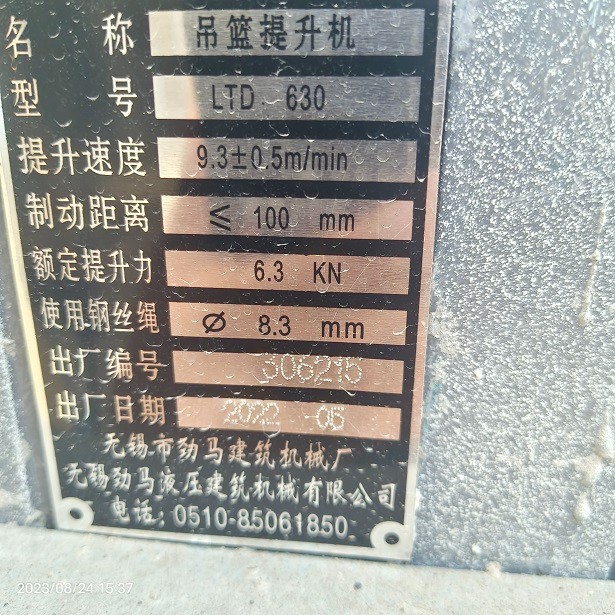 名称 吊篮提升机
型号 LTD 630
提升速度 9.3±0.5m/min
制动距离 ≤ 100 mm
额定提升力 6.3 KN
使用钢丝绳 Ø 8.3 mm
出厂编号 306215
出厂日期 2022 05
无锡市劲马建筑机械厂
无锡劲马液压建筑机械有限公司
电话: 0510-85061850
2023/08/24 15:37